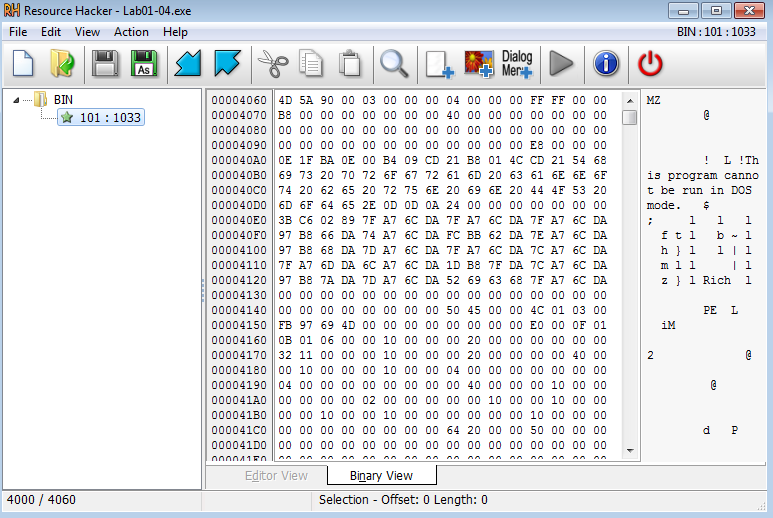 RH Resource Hacker - Lab01-04.exe
File Edit View Action Help BIN : 101 : 1033
As Dialog Menu
BIN
101 : 1033
00004060 4D 5A 90 00 03 00 00 00 04 00 00 00 FF FF 00 00 MZ
00004070 B8 00 00 00 00 00 00 00 40 00 00 00 00 00 00 00 @
00004080 00 00 00 00 00 00 00 00 00 00 00 00 00 00 00 00
00004090 00 00 00 00 00 00 00 00 00 00 00 00 E8 00 00 00
000040A0 0E 1F BA 0E 00 B4 09 CD 21 B8 01 4C CD 21 54 68 ! L !Th
000040B0 69 73 20 70 72 6F 67 72 61 6D 20 63 61 6E 6E 6F is program canno
000040C0 74 20 62 65 20 72 75 6E 20 69 6E 20 44 4F 53 20 t be run in DOS
000040D0 6D 6F 64 65 2E 0D 0D 0A 24 00 00 00 00 00 00 00 mode. $
000040E0 3B C6 02 89 7F A7 6C DA 7F A7 6C DA 7F A7 6C DA ; l l l
000040F0 97 B8 66 DA 74 A7 6C DA FC BB 62 DA 7E A7 6C DA f t l b ~ l
00004100 97 B8 68 DA 7D A7 6C DA 7F A7 6C DA 7C A7 6C DA h } l l | l
00004110 7F A7 6D DA 6C A7 6C DA 1D B8 7F DA 7C A7 6C DA m l l | l
00004120 97 B8 7A DA 7D A7 6C DA 52 69 63 68 7F A7 6C DA z } l Rich l
00004130 00 00 00 00 00 00 00 00 00 00 00 00 00 00 00 00
00004140 00 00 00 00 00 00 00 00 50 45 00 00 4C 01 03 00 PE L
00004150 FB 97 69 4D 00 00 00 00 00 00 00 00 E0 00 0F 01 iM
00004160 0B 01 06 00 00 10 00 00 00 20 00 00 00 00 00 00
00004170 32 11 00 00 00 10 00 00 00 20 00 00 00 00 40 00 2 @
00004180 00 10 00 00 00 10 00 00 04 00 00 00 00 00 00 00
00004190 04 00 00 00 00 00 00 00 00 40 00 00 00 10 00 00 @
000041A0 00 00 00 00 02 00 00 00 00 00 10 00 00 10 00 00
000041B0 00 00 10 00 00 10 00 00 00 00 00 00 10 00 00 00
000041C0 00 00 00 00 00 00 00 00 64 20 00 00 50 00 00 00 d P
000041D0 00 00 00 00 00 00 00 00 00 00 00 00 00 00 00 00
000041E0 00 00 00 00 00 00 00 00 00 00 00 00 00 00 00 00
Editor View Binary View
4000 / 4060 Selection - Offset: 0 Length: 0